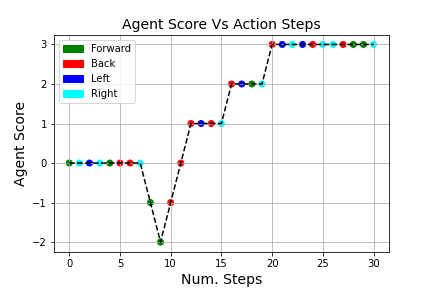 Agent Score Vs Action Steps
Agent Score
3
2
1
0
−1
−2
Forward
Back
Left
Right
0 5 10 15 20 25 30
Num. Steps